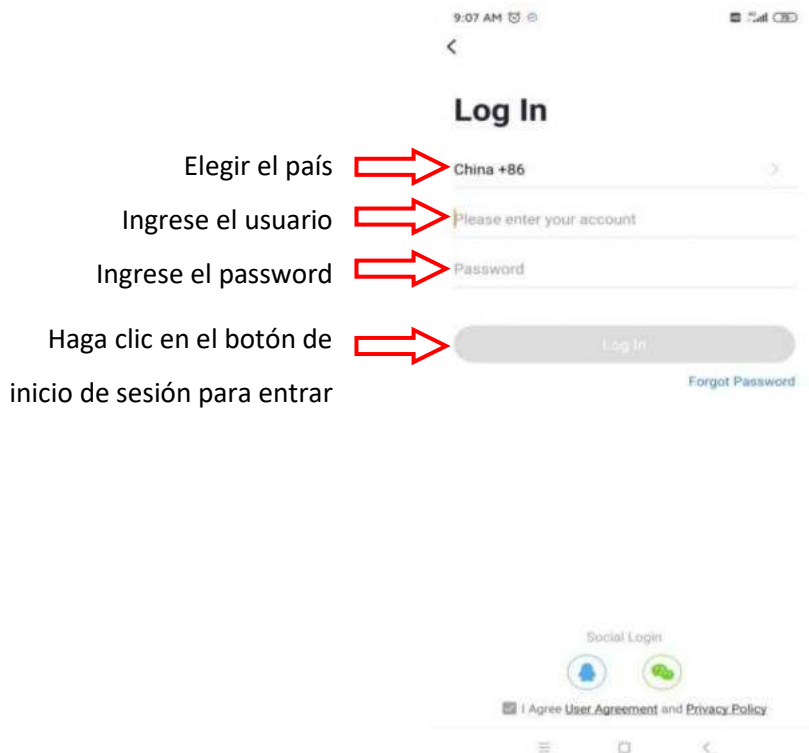 9:07 AM
Log In
Elegir el país
China +86
Ingrese el usuario
Please enter your account
Ingrese el password
Password
Haga clic en el botón de
inicio de sesión para entrar
Log In
Forgot Password
Social Login
I Agree User Agreement and Privacy Policy